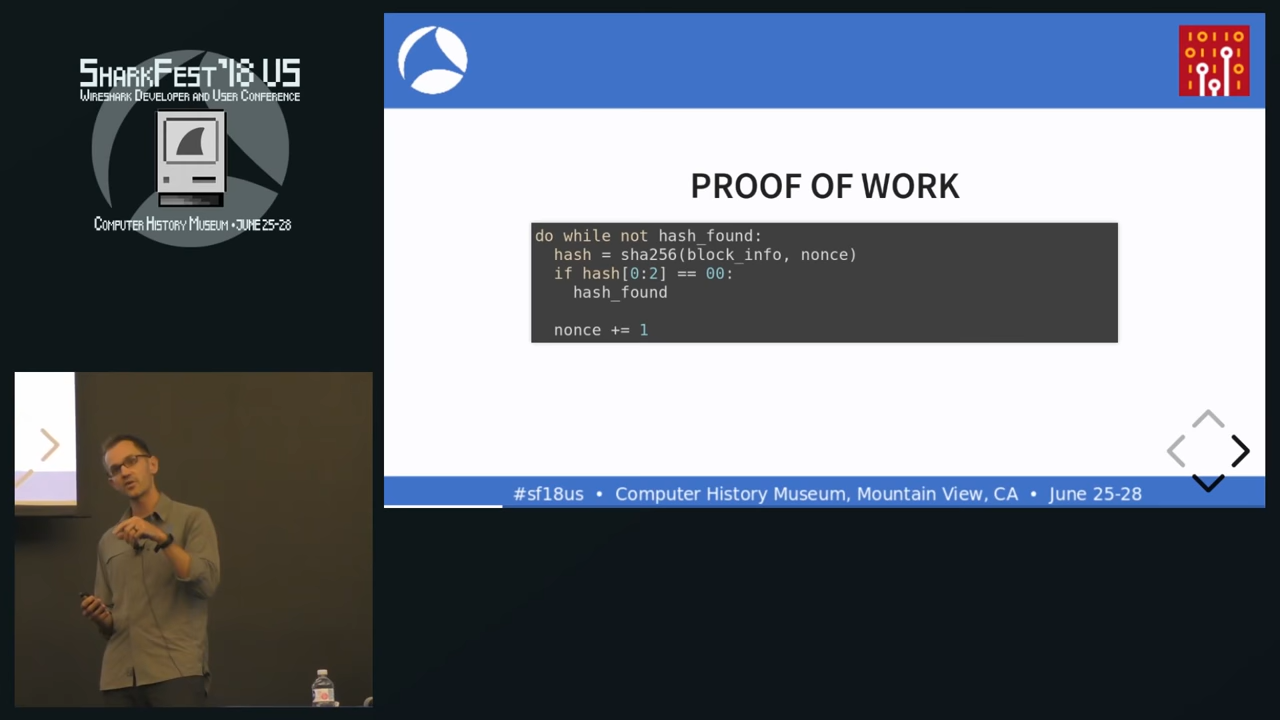 SHARKFEST'18 US
WIRESHARK DEVELOPER AND USER CONFERENCE
COMPUTER HISTORY MUSEUM • JUNE 25-28
10110
PROOF OF WORK
do while not hash_found:
  hash = sha256(block_info, nonce)
  if hash[0:2] == 00:
    hash_found
  nonce += 1
#sf18us • Computer History Museum, Mountain View, CA • June 25-28